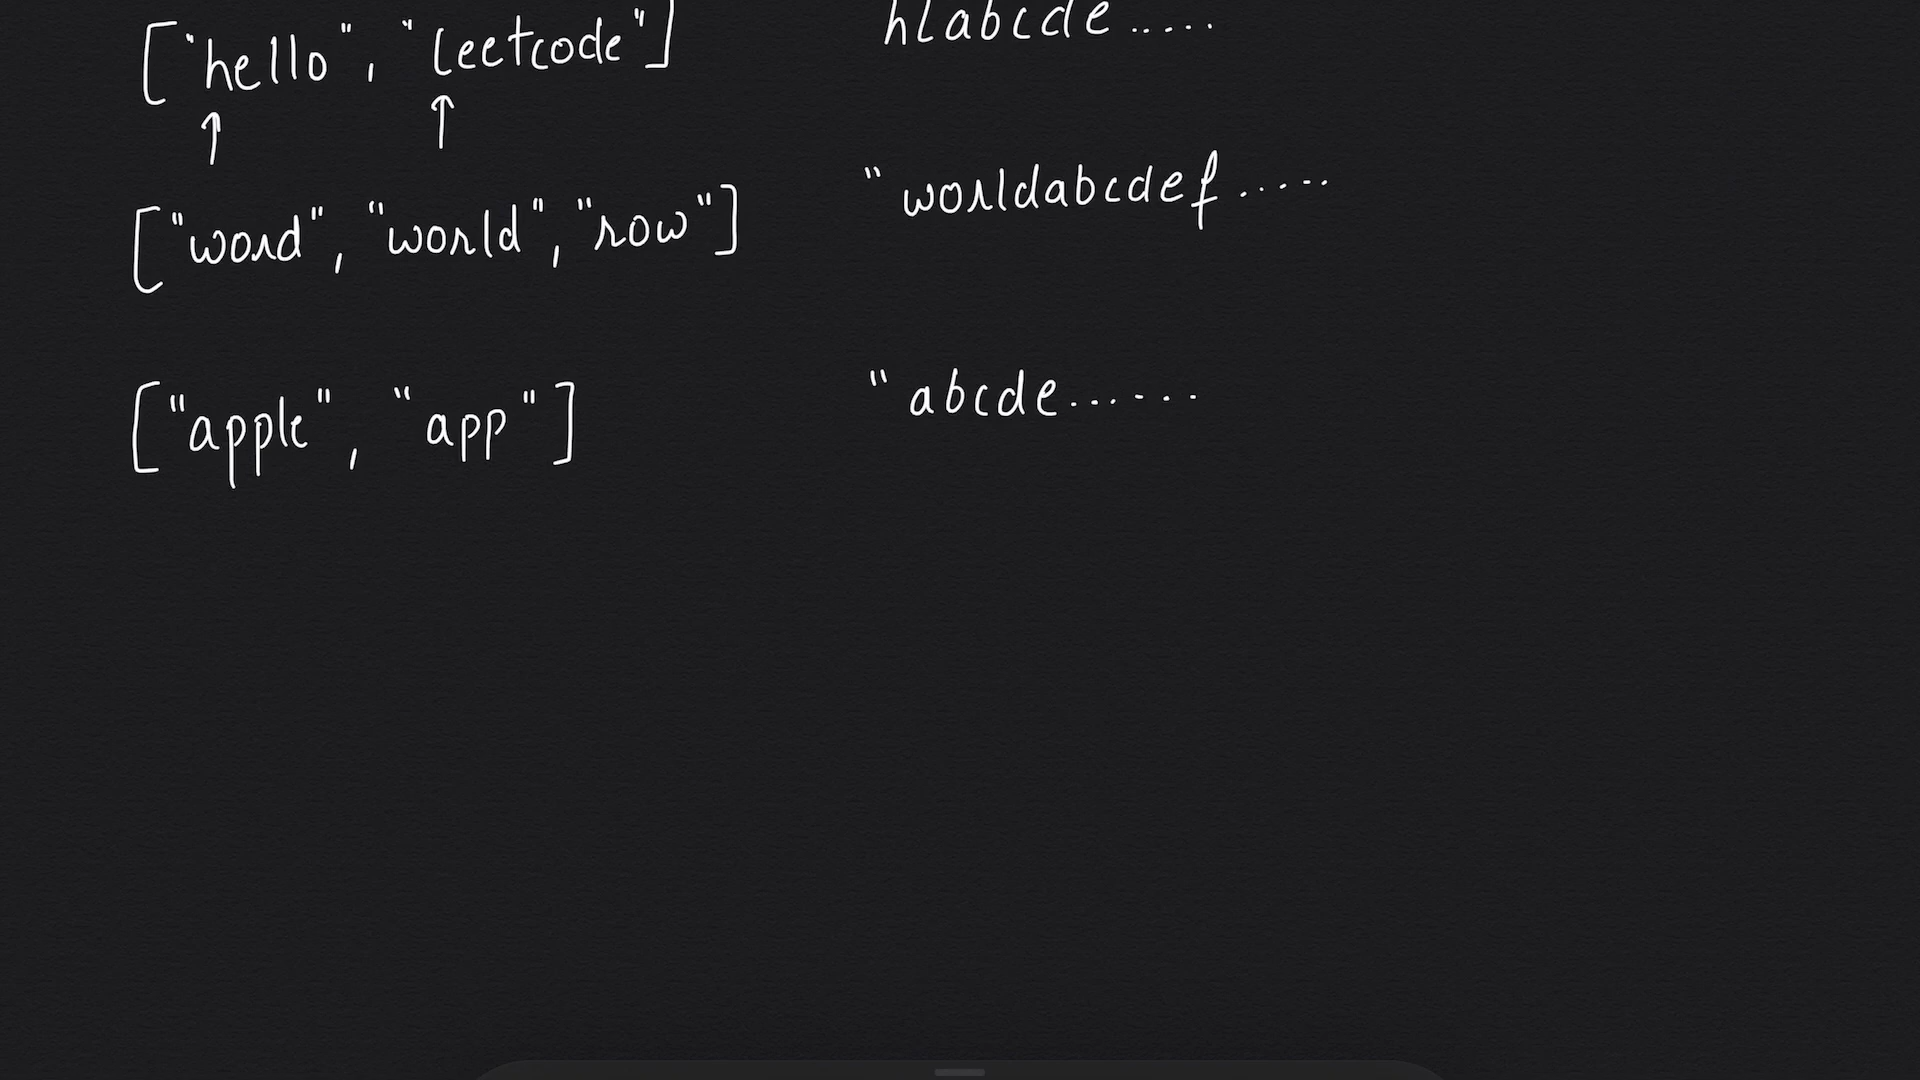 ["hello", "leetcode"] hlabcde.....
["word", "world", "row"] "worldabcdef.....
["apple", "app"] "abcde......